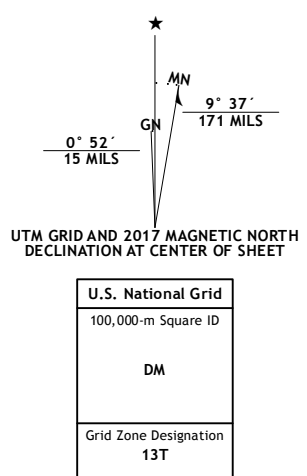 ★
MN
9° 37´
171 MILS
GN
0° 52´
15 MILS
UTM GRID AND 2017 MAGNETIC NORTH
DECLINATION AT CENTER OF SHEET
U.S. National Grid
100,000-m Square ID
DM
Grid Zone Designation
13T